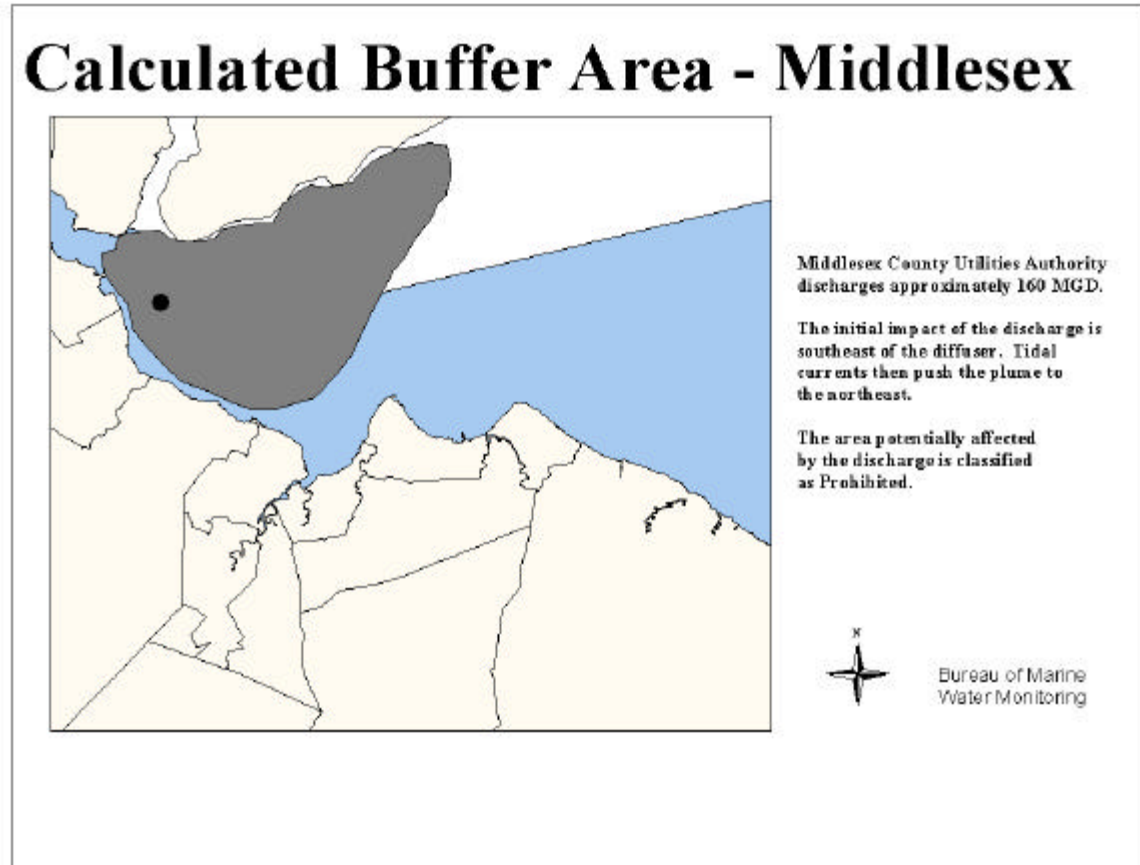 Calculated Buffer Area - Middlesex
Middlesex County Utilities Authority
discharges approximately 160 MGD.
The initial impact of the discharge is
southeast of the diffuser. Tidal
currents then push the plume to
the northeast.
The area potentially affected
by the discharge is classified
as Prohibited.
N
Bureau of Marine
Water Monitoring